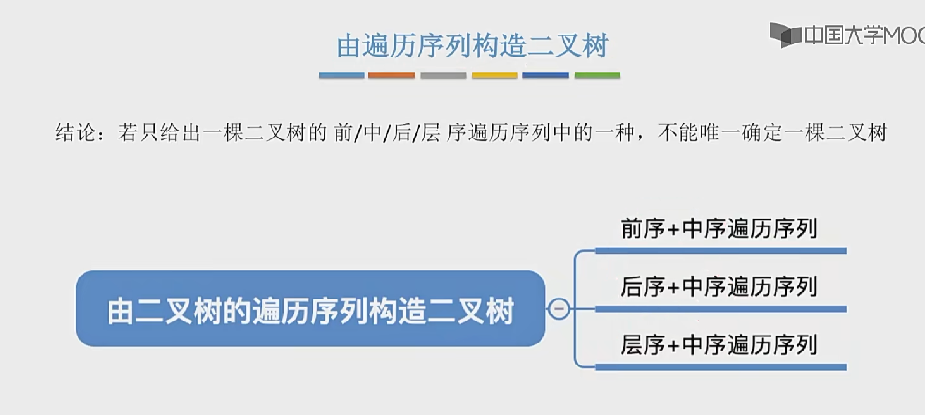 中国大学MOO
由遍历序列构造二叉树
结论：若只给出一棵二叉树的 前/中/后/层 序遍历序列中的一种，不能唯一确定一棵二叉树
前序+中序遍历序列
后序+中序遍历序列
由二叉树的遍历序列构造二叉树
层序+中序遍历序列